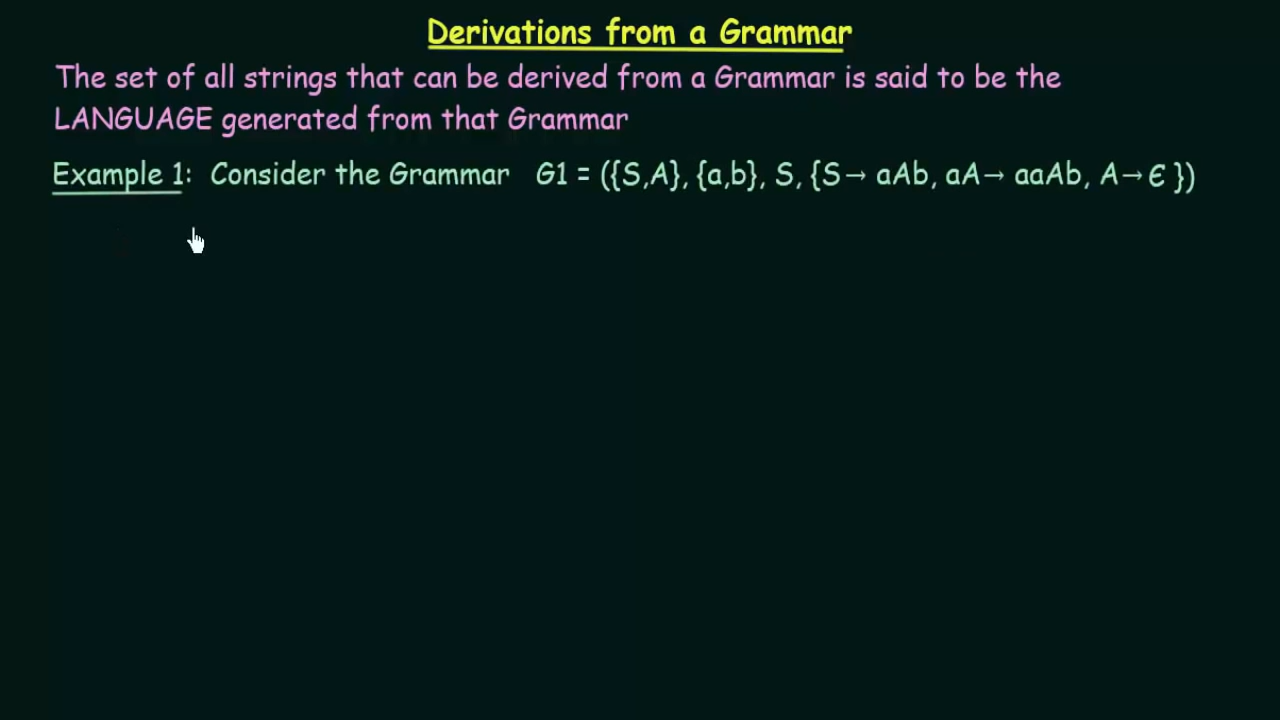 Derivations from a Grammar
The set of all strings that can be derived from a Grammar is said to be the
LANGUAGE generated from that Grammar
Example 1: Consider the Grammar G1 = ({S,A}, {a,b}, S, {S→ aAb, aA→ aaAb, A→ϵ })